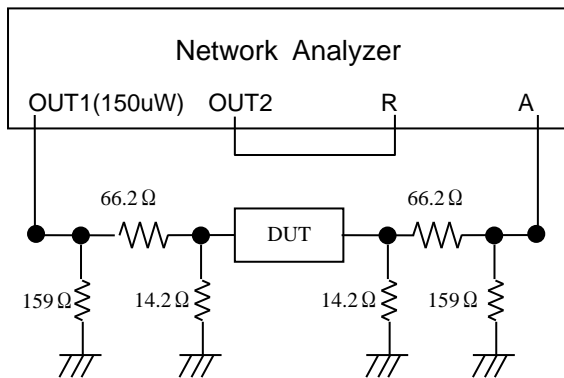 Network Analyzer
OUT1(150uW) OUT2 R A
66.2Ω 66.2Ω
DUT
159Ω 14.2Ω 14.2Ω 159Ω